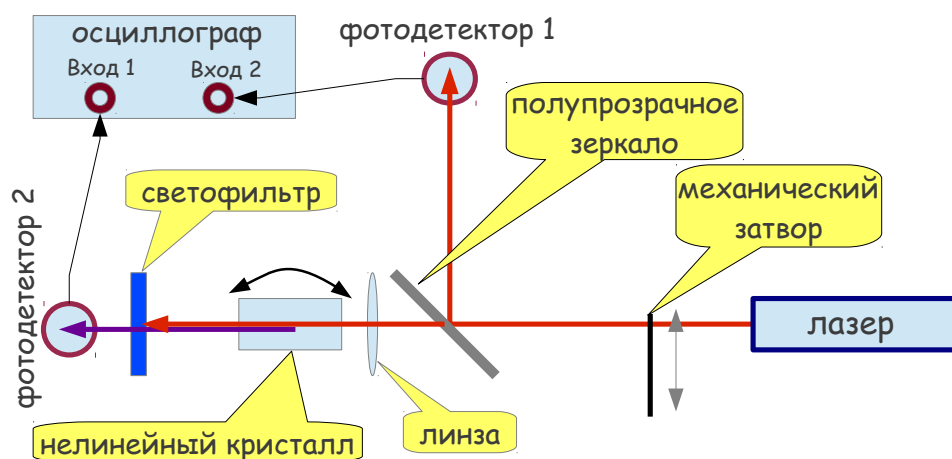 осциллограф
Вход 1
Вход 2
фотодетектор 1
полупрозрачное
зеркало
механический
затвор
светофильтр
фотодетектор 2
лазер
нелинейный кристалл
линза